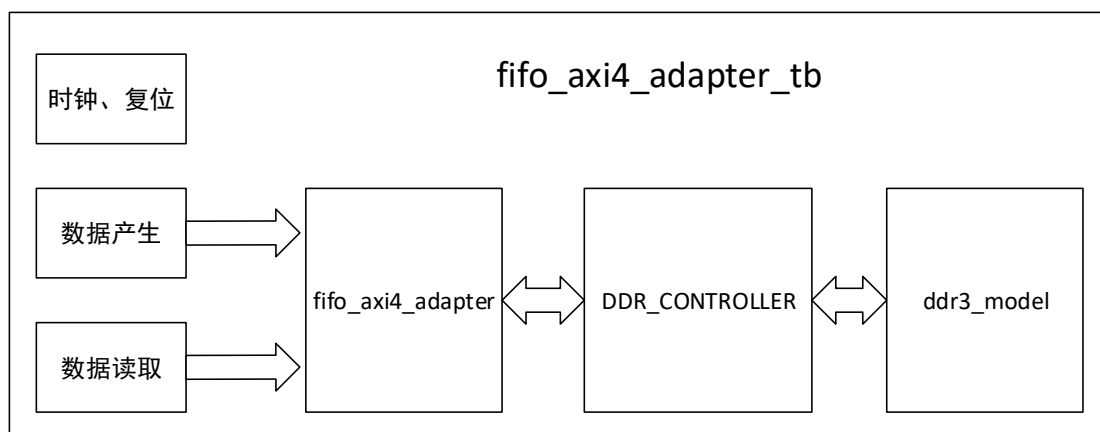 fifo_axi4_adapter_tb
时钟、复位
数据产生
数据读取
fifo_axi4_adapter
DDR_CONTROLLER
ddr3_model